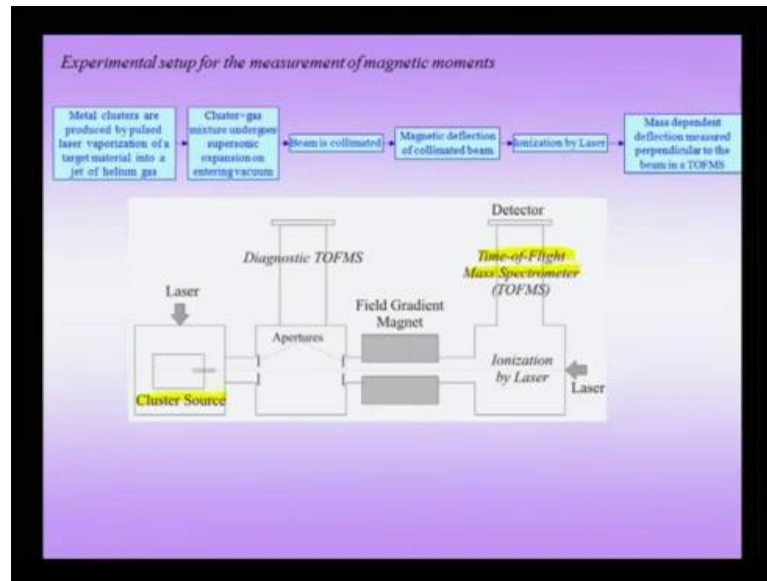 Experimental setup for the measurement of magnetic moments
Metal clusters are
produced by pulsed
laser vaporization of a
target material into a
jet of helium gas
Cluster-gas
mixture undergoes
supersonic
expansion on
entering vacuum
Beam is collimated
Magnetic deflection
of collimated beam
Ionization by Laser
Mass dependent
deflection measured
perpendicular to the
beam in a TOFMS
Detector
Diagnostic TOFMS
Time-of-Flight
Mass Spectrometer
(TOFMS)
Laser
Field Gradient
Magnet
Apertures
Ionization
by Laser
Laser
Cluster Source